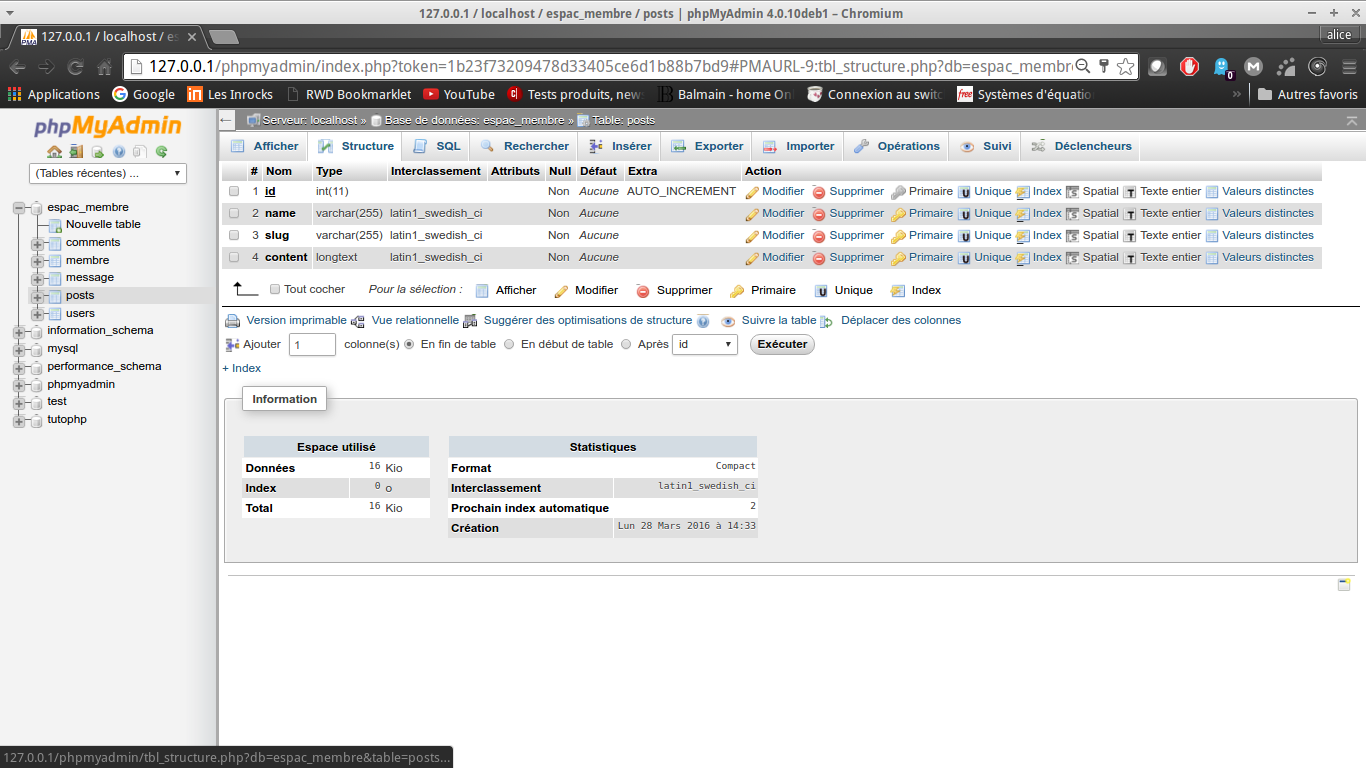 127.0.0.1 / localhost / espac_membre / posts | phpMyAdmin 4.0.10deb1 – Chromium
127.0.0.1 / localhost / es
alice
127.0.0.1/phpmyadmin/index.php?token=1b23f73209478d33405ce6d1b88b7bd9#PMAURL-9:tbl_structure.php?db=espac_membr
Applications Google Les Inrocks RWD Bookmarklet YouTube Tests produits, new Balmain - home On Connexion au switc free Systèmes d'équatio » Autres favoris
phpMyAdmin
(Tables récentes) ...
espac_membre
Nouvelle table
comments
membre
message
posts
users
information_schema
mysql
performance_schema
phpmyadmin
test
tutophp
Serveur: localhost » Base de données: espac_membre » Table: posts
Afficher Structure SQL Rechercher Insérer Exporter Importer Opérations Suivi Déclencheurs
# Nom Type Interclassement Attributs Null Défaut Extra Action
1 id int(11) Non Aucune AUTO_INCREMENT Modifier Supprimer Primaire Unique Index Spatial Texte entier Valeurs distinctes
2 name varchar(255) latin1_swedish_ci Non Aucune Modifier Supprimer Primaire Unique Index Spatial Texte entier Valeurs distinctes
3 slug varchar(255) latin1_swedish_ci Non Aucune Modifier Supprimer Primaire Unique Index Spatial Texte entier Valeurs distinctes
4 content longtext latin1_swedish_ci Non Aucune Modifier Supprimer Primaire Unique Index Spatial Texte entier Valeurs distinctes
Tout cocher Pour la sélection : Afficher Modifier Supprimer Primaire Unique Index
Version imprimable Vue relationnelle Suggérer des optimisations de structure Suivre la table Déplacer des colonnes
Ajouter 1 colonne(s) En fin de table En début de table Après id Exécuter
+ Index
Information
Espace utilisé
Données 16 Kio
Index 0 o
Total 16 Kio
Statistiques
Format Compact
Interclassement latin1_swedish_ci
Prochain index automatique 2
Création Lun 28 Mars 2016 à 14:33
127.0.0.1/phpmyadmin/tbl_structure.php?db=espac_membre&table=posts...